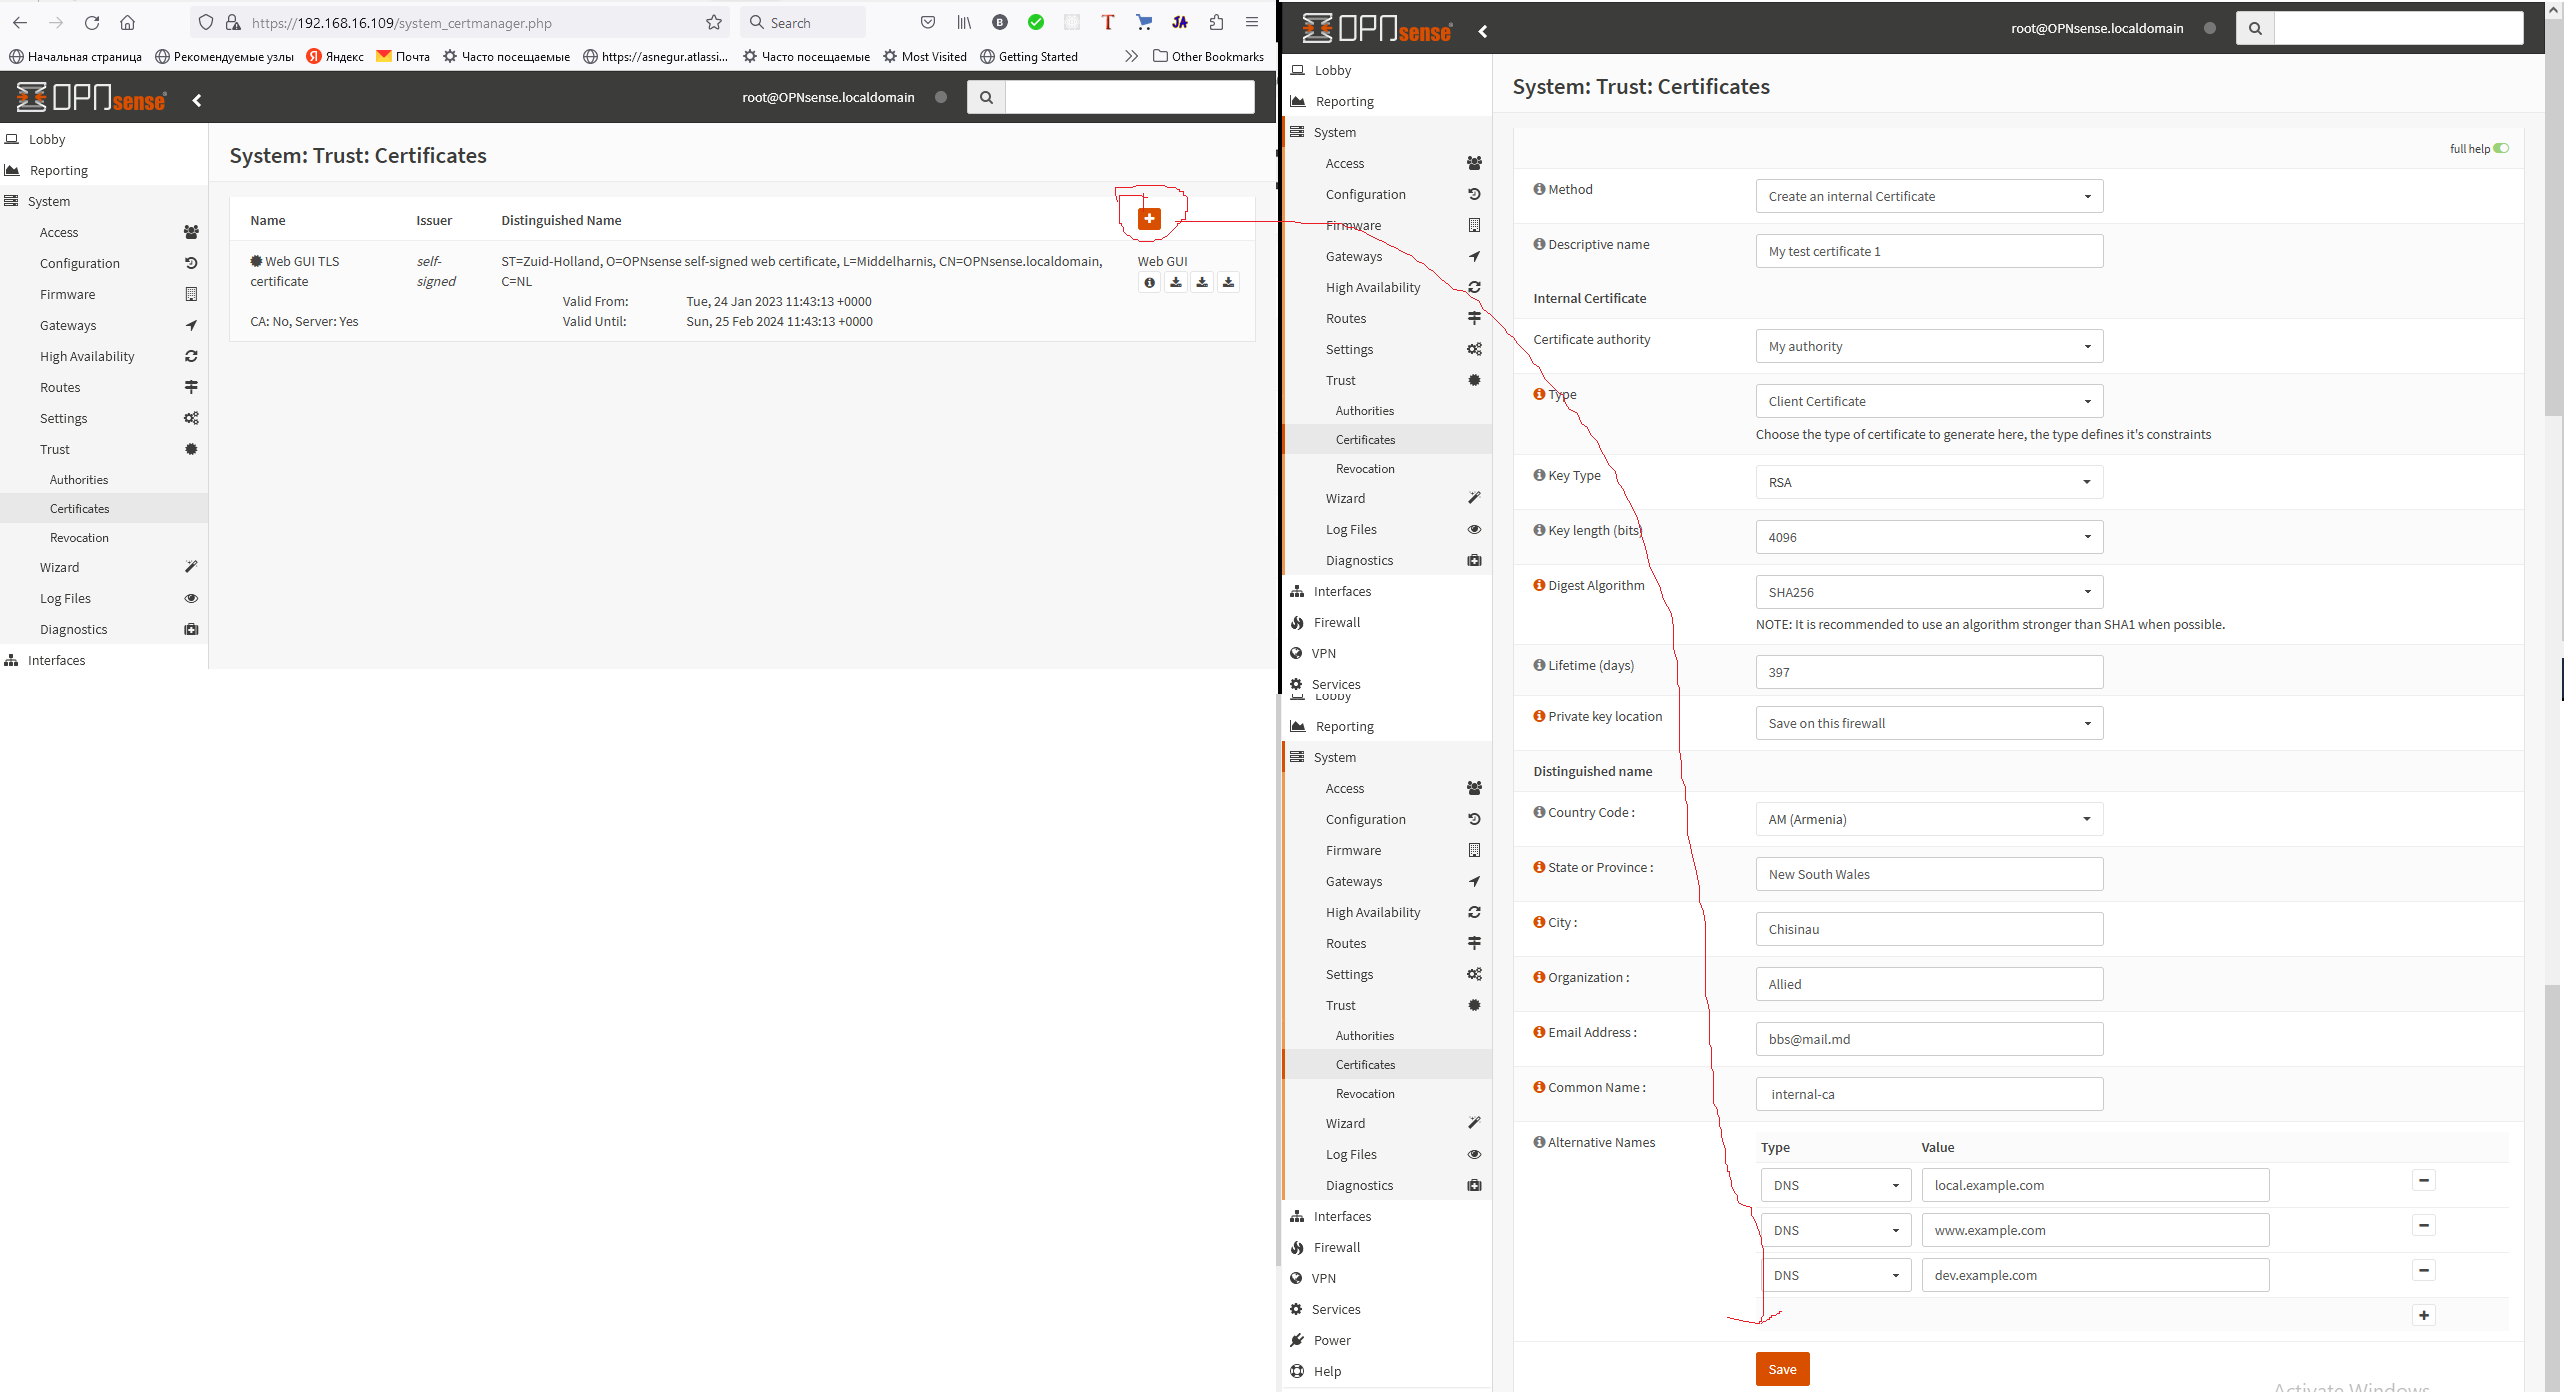 https://192.168.16.109/system_certmanager.php
Search
Начальная страница
Рекомендуемые узлы
Яндекс
Почта
Часто посещаемые
https://asnegur.atlassi...
Часто посещаемые
Most Visited
Getting Started
Other Bookmarks
OPNsense
root@OPNsense.localdomain
Lobby
Reporting
System
Access
Configuration
Firmware
Gateways
High Availability
Routes
Settings
Trust
Authorities
Certificates
Revocation
Wizard
Log Files
Diagnostics
Interfaces
System: Trust: Certificates
Name Issuer Distinguished Name
Web GUI TLS certificate
self-signed
ST=Zuid-Holland, O=OPNsense self-signed web certificate, L=Middelharnis, CN=OPNsense.localdomain,
C=NL
Web GUI
Valid From: Tue, 24 Jan 2023 11:43:13 +0000
CA: No, Server: Yes
Valid Until: Sun, 25 Feb 2024 11:43:13 +0000
OPNsense
root@OPNsense.localdomain
Lobby
Reporting
System
Access
Configuration
Firmware
Gateways
High Availability
Routes
Settings
Trust
Authorities
Certificates
Revocation
Wizard
Log Files
Diagnostics
Interfaces
Firewall
VPN
Services
Lobby
Reporting
System
Access
Configuration
Firmware
Gateways
High Availability
Routes
Settings
Trust
Authorities
Certificates
Revocation
Wizard
Log Files
Diagnostics
Interfaces
Firewall
VPN
Services
Power
Help
System: Trust: Certificates
full help
Method
Create an internal Certificate
Descriptive name
My test certificate 1
Internal Certificate
Certificate authority
My authority
Type
Client Certificate
Choose the type of certificate to generate here, the type defines it's constraints
Key Type
RSA
Key length (bits)
4096
Digest Algorithm
SHA256
NOTE: It is recommended to use an algorithm stronger than SHA1 when possible.
Lifetime (days)
397
Private key location
Save on this firewall
Distinguished name
Country Code :
AM (Armenia)
State or Province :
New South Wales
City :
Chisinau
Organization :
Allied
Email Address :
bbs@mail.md
Common Name :
internal-ca
Alternative Names
Type Value
DNS local.example.com
DNS www.example.com
DNS dev.example.com
Save
Activate Windows